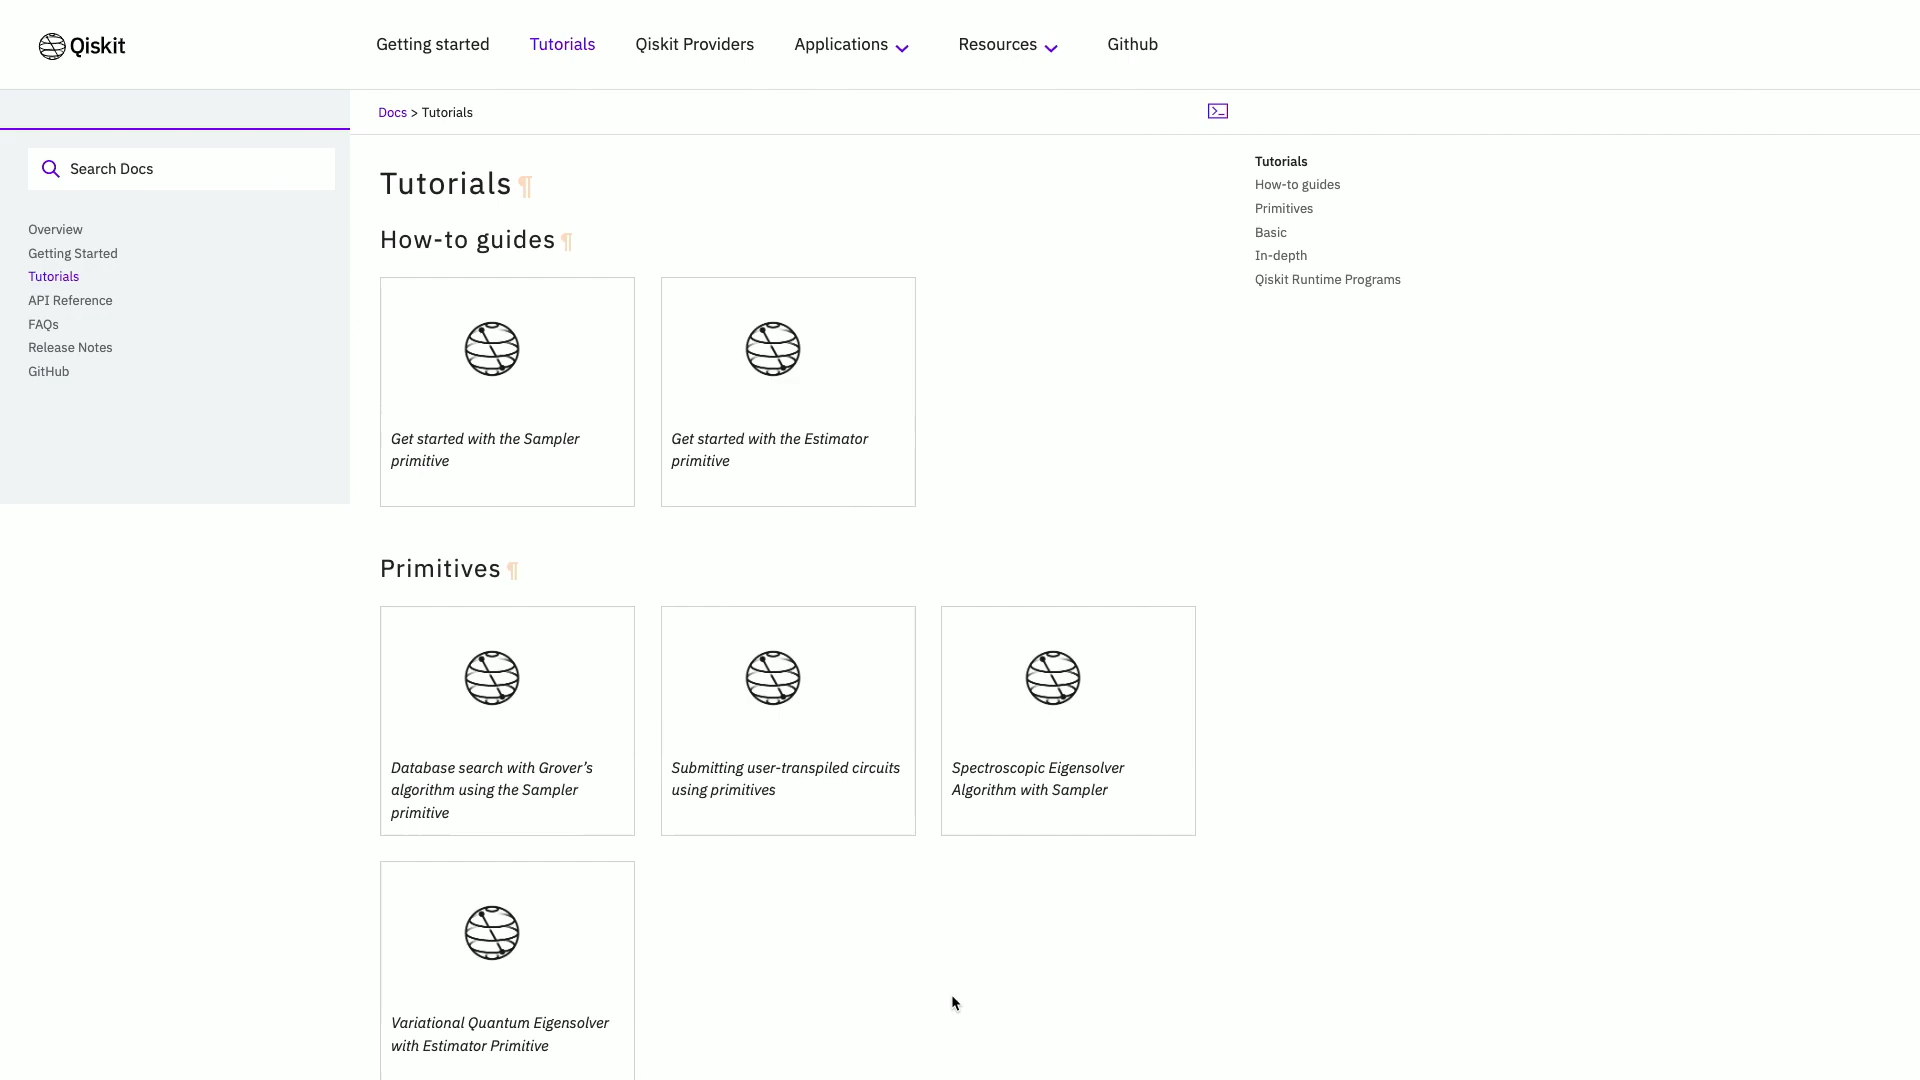 Qiskit
Getting started
Tutorials
Qiskit Providers
Applications
Resources
Github
Docs > Tutorials
Search Docs
Overview
Getting Started
Tutorials
API Reference
FAQs
Release Notes
GitHub
Tutorials¶
How-to guides¶
Get started with the Sampler
primitive
Get started with the Estimator
primitive
Primitives¶
Database search with Grover’s
algorithm using the Sampler
primitive
Submitting user-transpiled circuits
using primitives
Spectroscopic Eigensolver
Algorithm with Sampler
Variational Quantum Eigensolver
with Estimator Primitive
Tutorials
How-to guides
Primitives
Basic
In-depth
Qiskit Runtime Programs